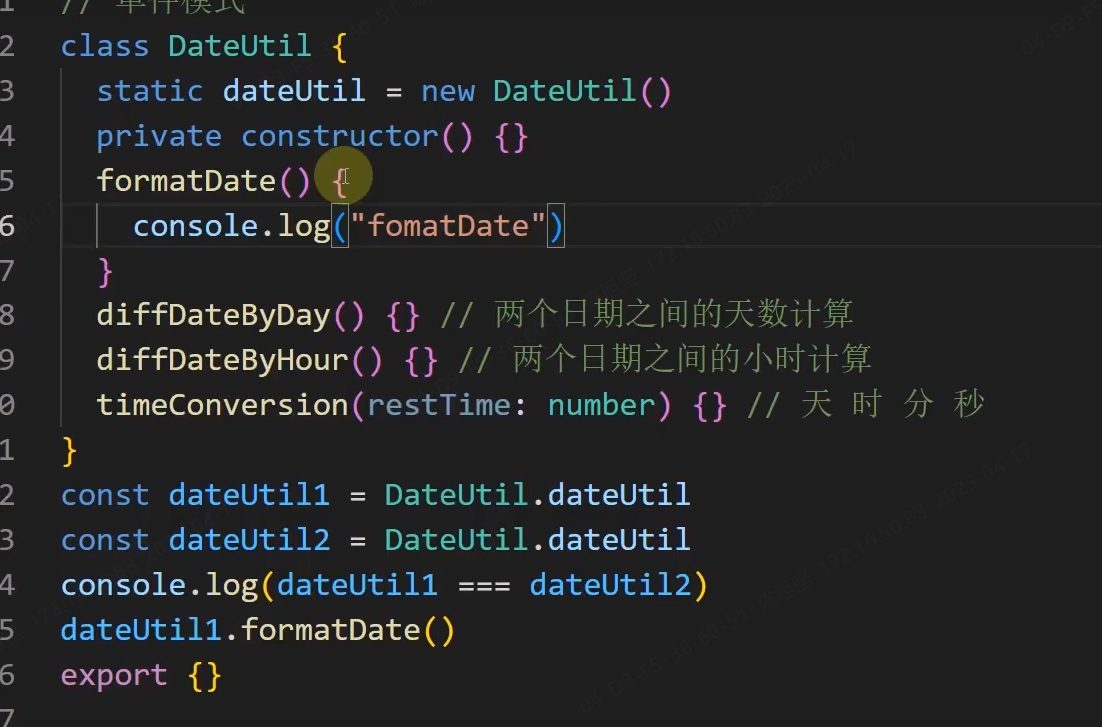 1 // 单件模式
2 class DateUtil {
3 static dateUtil = new DateUtil()
4 private constructor() {}
5 formatDate() {
6 console.log("fomatDate")
7 }
8 diffDateByDay() {} // 两个日期之间的天数计算
9 diffDateByHour() {} // 两个日期之间的小时计算
0 timeConversion(restTime: number) {} // 天 时 分 秒
1 }
2 const dateUtil1 = DateUtil.dateUtil
3 const dateUtil2 = DateUtil.dateUtil
4 console.log(dateUtil1 === dateUtil2)
5 dateUtil1.formatDate()
6 export {}
7